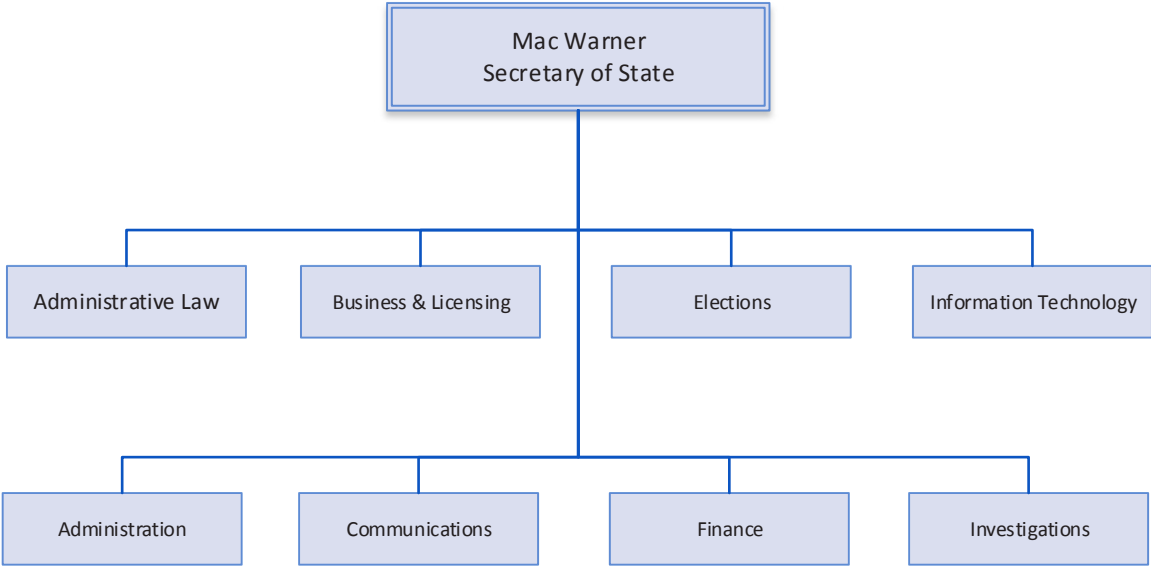 Mac Warner
Secretary of State
Administrative Law
Business & Licensing
Elections
Information Technology
Administration
Communications
Finance
Investigations